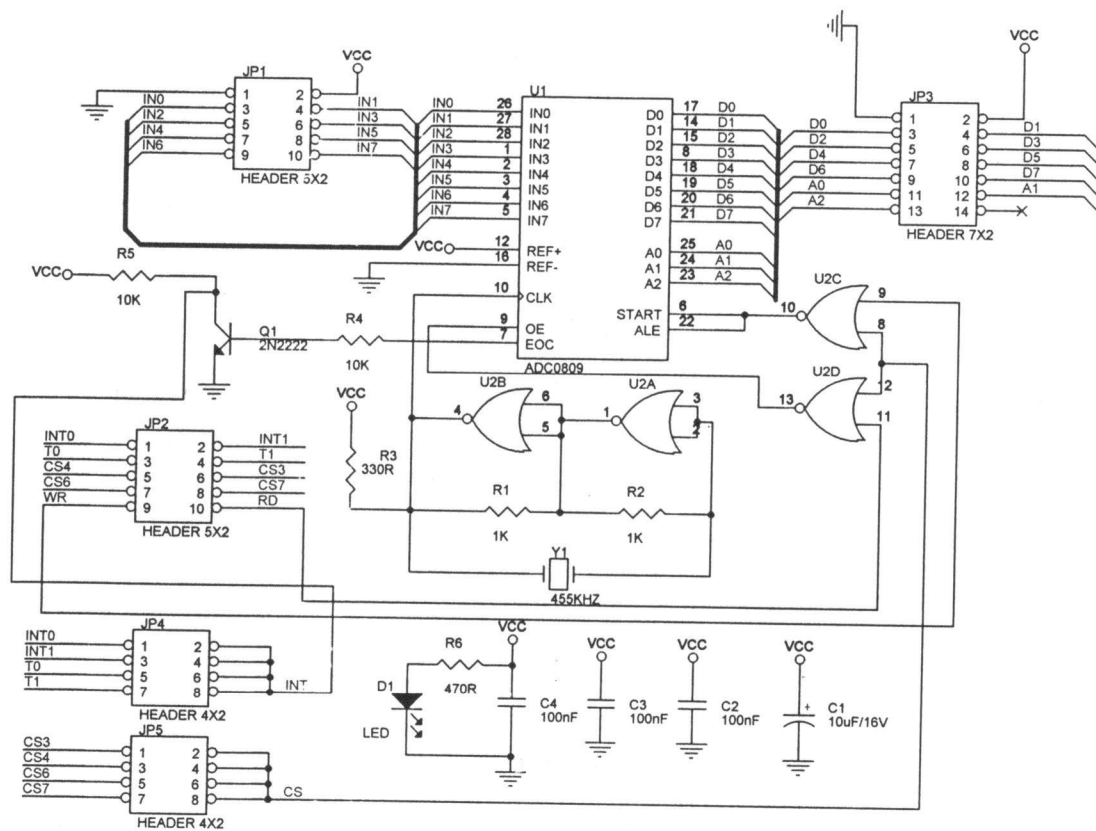 VCC
JP1
VCC
IN0 1 2
IN2 3 4 IN1
IN4 5 6 IN3
IN6 7 8 IN5
9 10 IN7
HEADER 5X2
U1
IN0 26 IN0 D0 17 D0
IN1 27 IN1 D1 14 D1
IN2 28 IN2 D2 15 D2
IN3 1 IN3 D3 8 D3
IN4 2 IN4 D4 18 D4
IN5 3 IN5 D5 19 D5
IN6 4 IN6 D6 20 D6
IN7 5 IN7 D7 21 D7
VCC 12 REF+ A0 25 A0
16 REF- A1 24 A1
A2 23 A2
10 CLK
9 OE START 6
7 EOC ALE 22
ADC0809
JP3
1 2
D0 3 4 D1
D2 5 6 D3
D4 7 8 D5
D6 9 10 D7
A0 11 12 A1
A2 13 14
HEADER 7X2
VCC R5
10K
Q1
2N2222
R4
10K
U2C
10 9
8
U2D
13 12
11
U2B
4 6
5
U2A
1 3
2
VCC
R3
330R
R1
1K
R2
1K
Y1
455KHZ
JP2
INT0 1 2 INT1
T0 3 4 T1
CS4 5 6 CS3
CS6 7 8 CS7
WR 9 10 RD
HEADER 5X2
JP4
INT0 1 2
INT1 3 4
T0 5 6
T1 7 8 INT
HEADER 4X2
JP5
CS3 1 2
CS4 3 4
CS6 5 6
CS7 7 8 CS
HEADER 4X2
R6
470R
D1
LED
VCC
C4
100nF
VCC
C3
100nF
VCC
C2
100nF
VCC
+
C1
10uF/16V